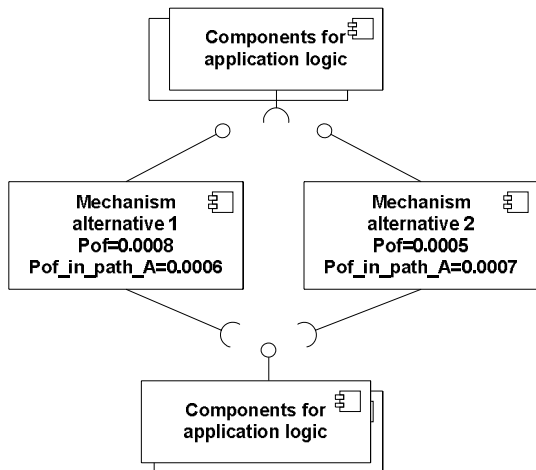 Components for
application logic
Mechanism
alternative 1
Pof=0.0008
Pof_in_path_A=0.0006
Mechanism
alternative 2
Pof=0.0005
Pof_in_path_A=0.0007
Components for
application logic